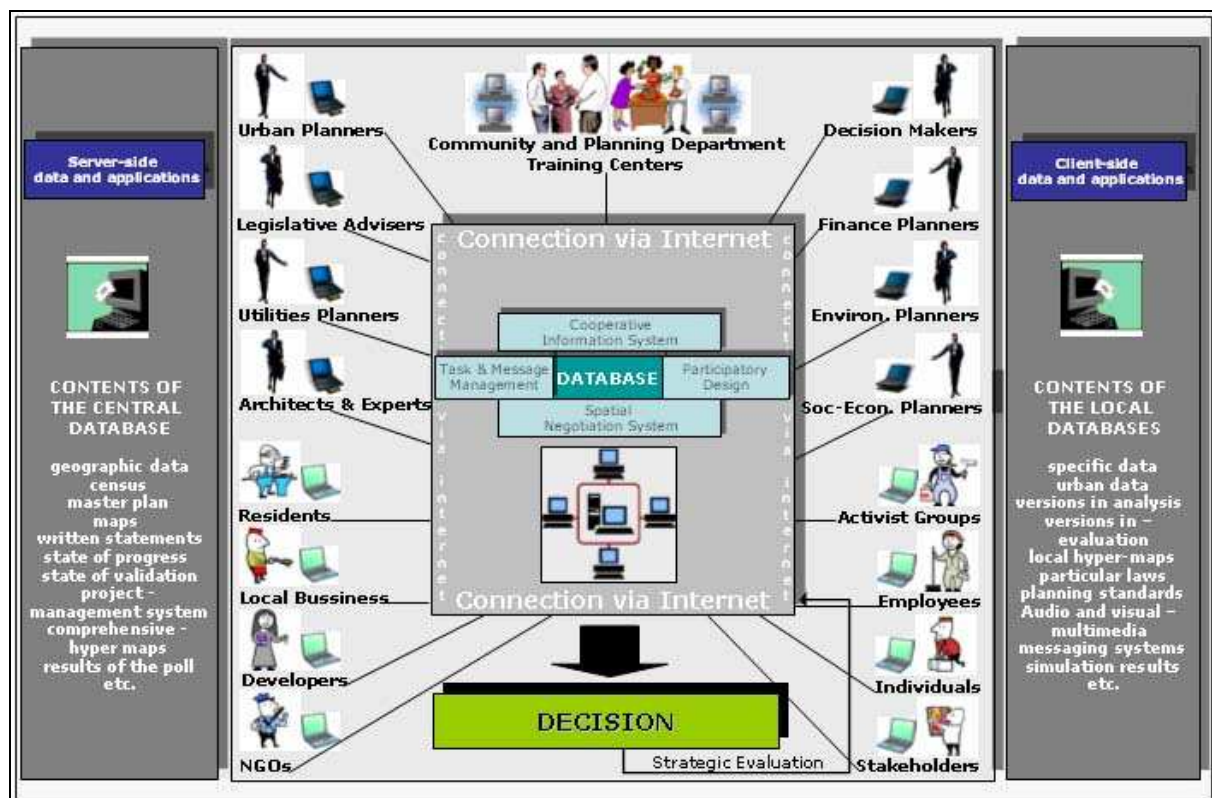 Server-side
data and applications
CONTENTS OF
THE CENTRAL
DATABASE
geographic data
census
master plan
maps
written statements
state of progress
state of validation
project -
management system
comprehensive -
hyper maps
results of the poll
etc.
Urban Planners
Legislative Advisers
Utilities Planners
Architects & Experts
Residents
Local Bussiness
Developers
NGOs
Community and Planning Department
Training Centers
Connection via Internet
connect. via internet
Cooperative
Information System
Task & Message
Management
DATABASE
Participatory
Design
Spatial
Negotiation System
connect. via internet
Connection via Internet
DECISION
Strategic Evaluation
Decision Makers
Finance Planners
Environ. Planners
Soc-Econ. Planners
Activist Groups
Employees
Individuals
Stakeholders
Client-side
data and applications
CONTENTS OF
THE LOCAL
DATABASES
specific data
urban data
versions in analysis
versions in –
evaluation
local hyper-maps
particular laws
planning standards
Audio and visual –
multimedia
messaging systems
simulation results
etc.